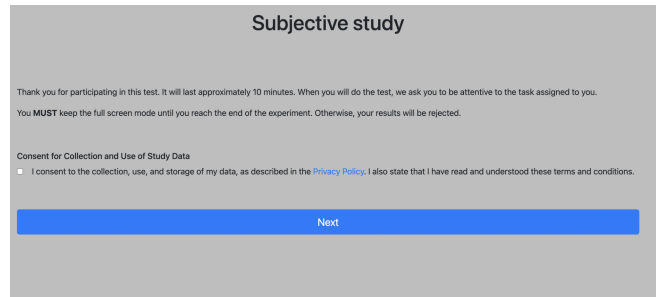 Subjective study
Thank you for participating in this test. It will last approximately 10 minutes. When you will do the test, we ask you to be attentive to the task assigned to you.
You MUST keep the full screen mode until you reach the end of the experiment. Otherwise, your results will be rejected.
Consent for Collection and Use of Study Data
I consent to the collection, use, and storage of my data, as described in the Privacy Policy. I also state that I have read and understood these terms and conditions.
Next